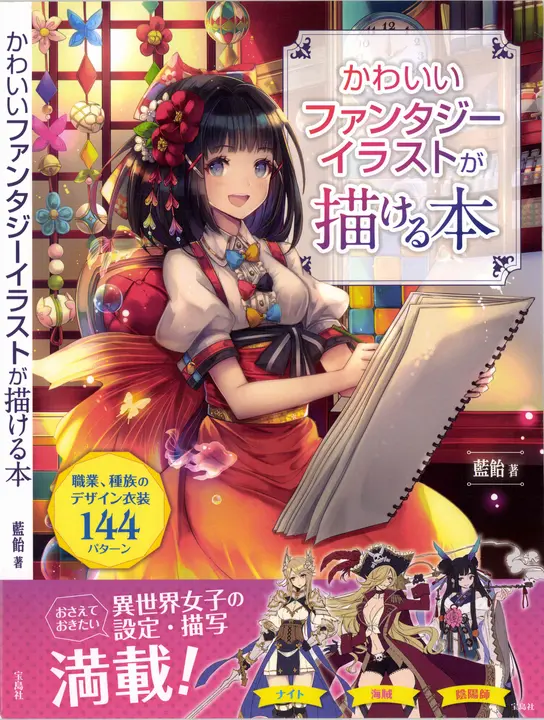 かわいいファンタジーイラストが描ける本
藍飴 著
宝島社
かわいい
ファンタジー
イラストが
描ける本
藍飴 著
職業、種族の
デザイン衣装
144
パターン
おさえて
おきたい
異世界女子の
設定・描写
満載!
ナイト
海賊
陰陽師
宝島社